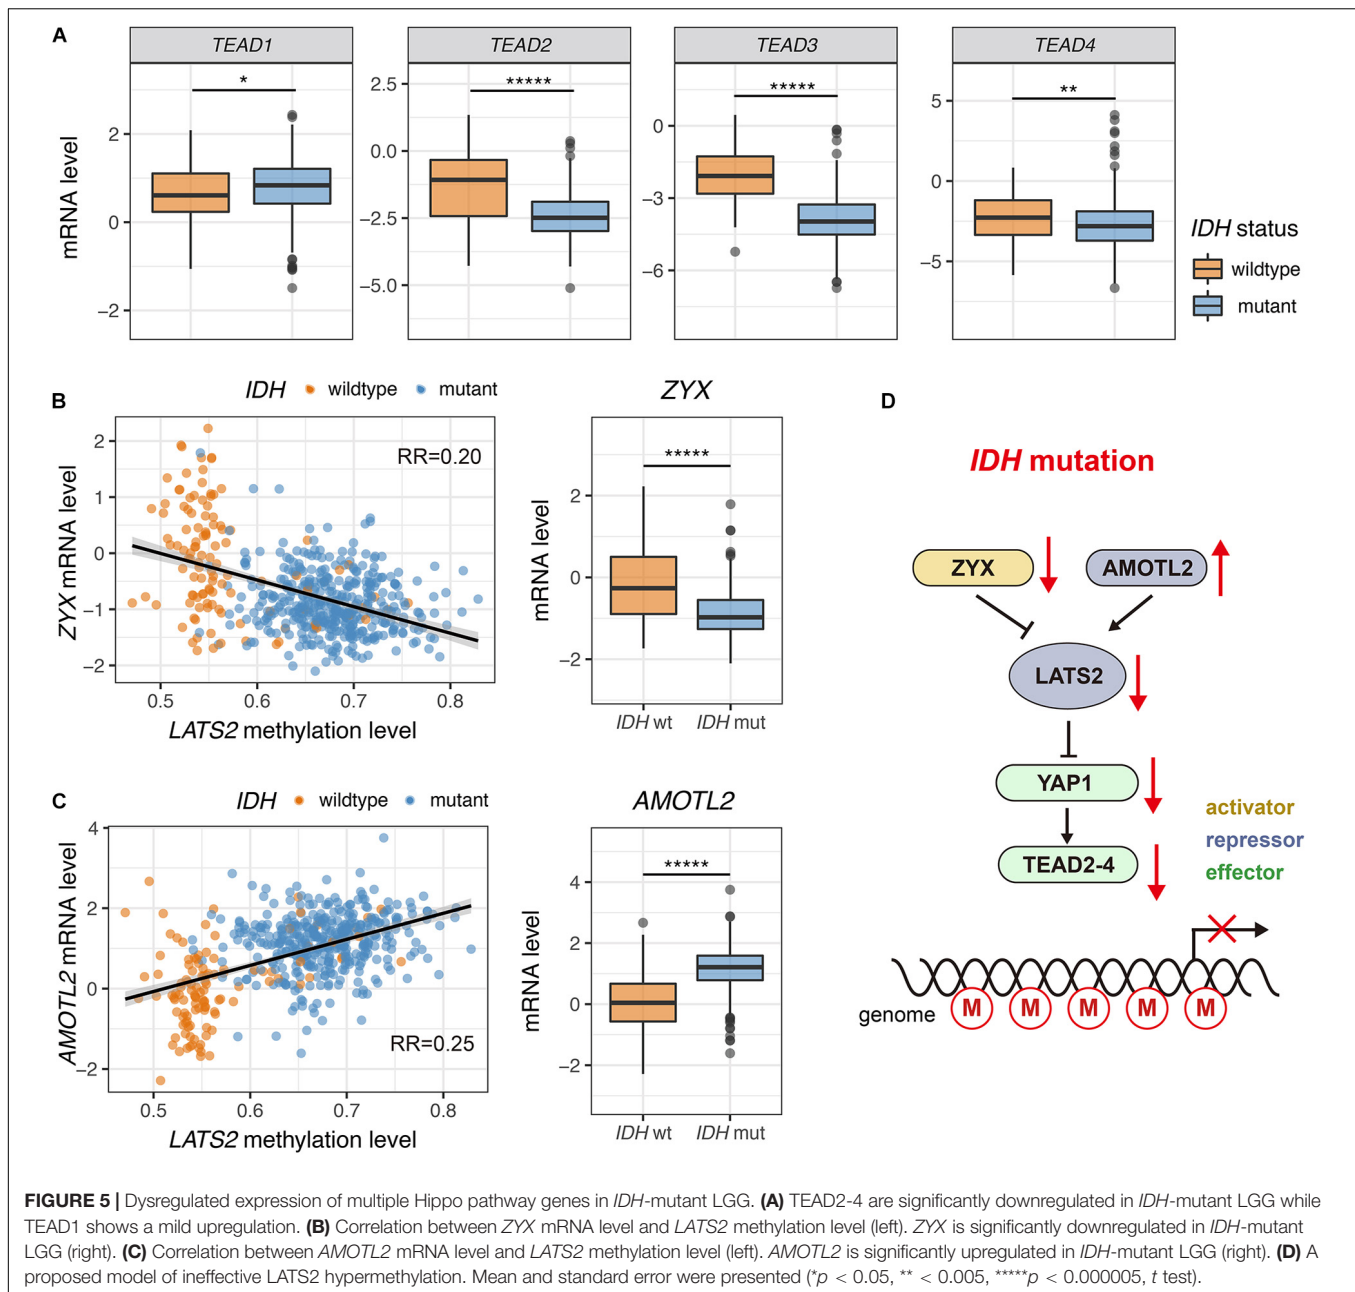 A
TEAD1 TEAD2 TEAD3 TEAD4
* ***** ***** **
mRNA level
2
0
−2
2.5
0.0
−2.5
−5.0
0
−3
−6
5
0
−5
IDH status
wildtype
mutant
B
IDH wildtype mutant
RR=0.20
ZYX mRNA level
2
1
0
−1
−2
0.5 0.6 0.7 0.8
LATS2 methylation level
ZYX
*****
mRNA level
2
0
−2
IDH wt IDH mut
C
IDH wildtype mutant
AMOTL2 mRNA level
4
2
0
−2
RR=0.25
0.5 0.6 0.7 0.8
LATS2 methylation level
AMOTL2
*****
mRNA level
4
2
0
−2
IDH wt IDH mut
D
IDH mutation
ZYX AMOTL2
LATS2
YAP1
TEAD2-4
activator
repressor
effector
genome M M M M M
FIGURE 5 | Dysregulated expression of multiple Hippo pathway genes in IDH-mutant LGG. (A) TEAD2-4 are significantly downregulated in IDH-mutant LGG while
TEAD1 shows a mild upregulation. (B) Correlation between ZYX mRNA level and LATS2 methylation level (left). ZYX is significantly downregulated in IDH-mutant
LGG (right). (C) Correlation between AMOTL2 mRNA level and LATS2 methylation level (left). AMOTL2 is significantly upregulated in IDH-mutant LGG (right). (D) A
proposed model of ineffective LATS2 hypermethylation. Mean and standard error were presented (*p < 0.05, ** < 0.005, *****p < 0.000005, t test).